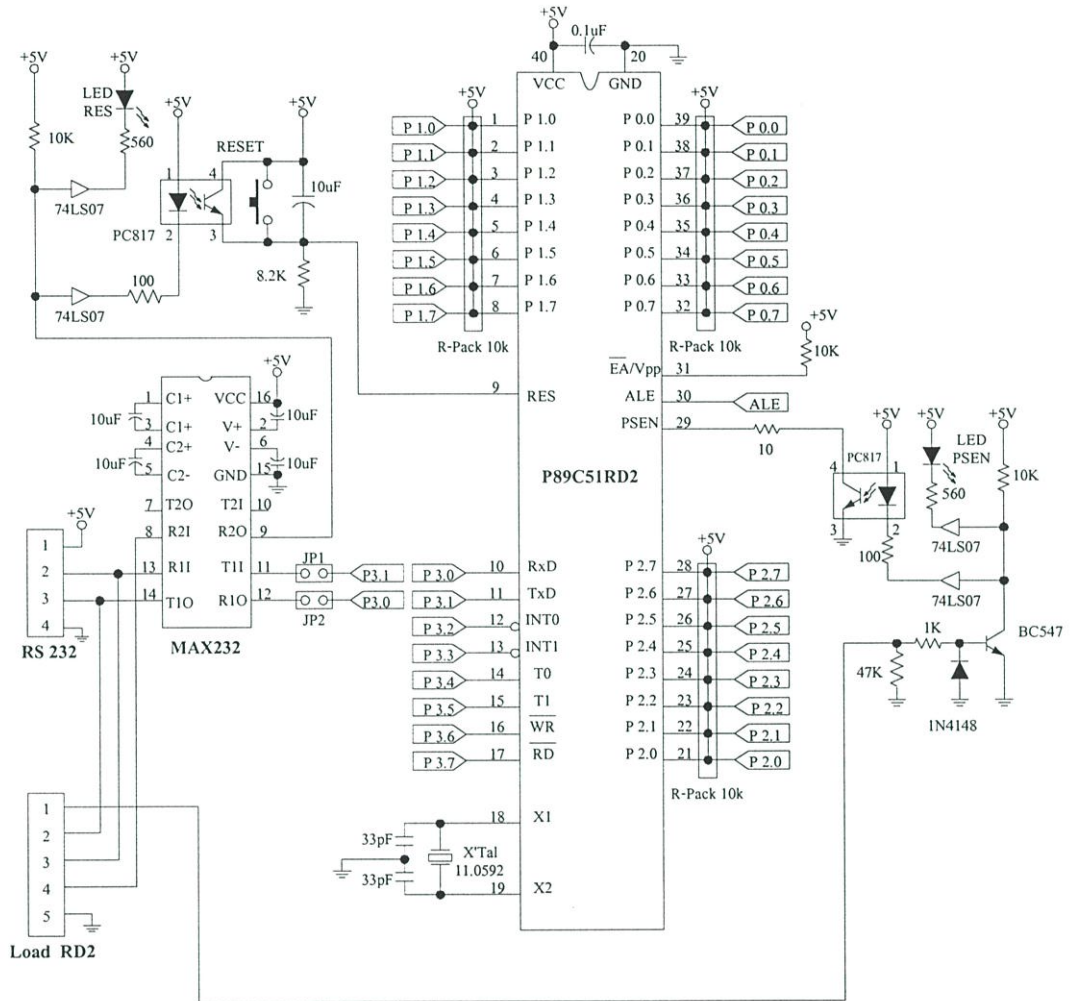 +5V
0.1uF
40
20
VCC
GND
+5V
+5V
LED
RES
10K
560
74LS07
+5V
RESET
1
4
10uF
PC817
2
3
8.2K
100
74LS07
+5V
P 1.0
1
P 1.0
P 1.1
2
P 1.1
P 1.2
3
P 1.2
P 1.3
4
P 1.3
P 1.4
5
P 1.4
P 1.5
6
P 1.5
P 1.6
7
P 1.6
P 1.7
8
P 1.7
R-Pack 10k
+5V
P 0.0
39
P 0.0
P 0.1
38
P 0.1
P 0.2
37
P 0.2
P 0.3
36
P 0.3
P 0.4
35
P 0.4
P 0.5
34
P 0.5
P 0.6
33
P 0.6
P 0.7
32
P 0.7
R-Pack 10k
+5V
10K
EA/Vpp
31
9
RES
ALE
30
ALE
PSEN
29
10
P89C51RD2
+5V
1
C1+
VCC
16
10uF
10uF
3
C1+
V+
2
4
C2+
V-
6
10uF
10uF
5
C2-
GND
15
7
T2O
T2I
10
8
R2I
R2O
9
13
R1I
T1I
11
14
T1O
R1O
12
MAX232
+5V
1
2
3
4
RS 232
JP1
P3.1
P3.0
JP2
P 3.0
10
RxD
P 3.1
11
TxD
P 3.2
12
INT0
P 3.3
13
INT1
P 3.4
14
T0
P 3.5
15
T1
P 3.6
16
WR
P 3.7
17
RD
+5V
P 2.7
28
P 2.7
P 2.6
27
P 2.6
P 2.5
26
P 2.5
P 2.4
25
P 2.4
P 2.3
24
P 2.3
P 2.2
23
P 2.2
P 2.1
22
P 2.1
P 2.0
21
P 2.0
R-Pack 10k
+5V
+5V
+5V
LED
PSEN
PC817
4
1
10K
560
3
2
74LS07
100
74LS07
1K
BC547
47K
1N4148
18
X1
33pF
X'Tal
11.0592
33pF
19
X2
1
2
3
4
5
Load RD2